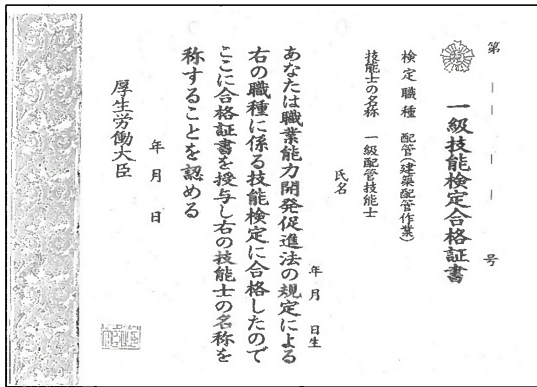 第 ー ー ー ー 号
一級技能検定合格証書
検定職種 配管(建築配管作業)
技能士の名称 一級配管技能士
氏名
年 月 日生
あなたは職業能力開発促進法の規定による
右の職種に係る技能検定に合格したので
ここに合格証書を授与し右の技能士の名称を
称することを認める
年 月 日
厚生労働大臣